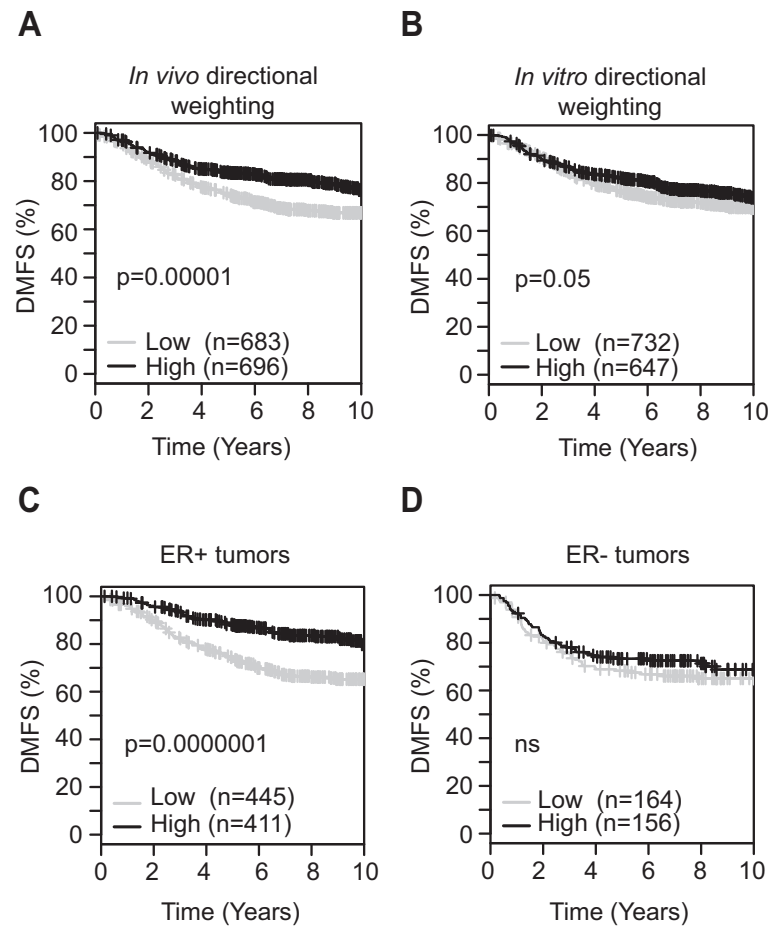 A
In vivo directional
weighting
100
80
60
40
20
0
DMFS (%)
p=0.00001
Low (n=683)
High (n=696)
0 2 4 6 8 10
Time (Years)
B
In vitro directional
weighting
100
80
60
40
20
0
DMFS (%)
p=0.05
Low (n=732)
High (n=647)
0 2 4 6 8 10
Time (Years)
C
ER+ tumors
100
80
60
40
20
0
DMFS (%)
p=0.0000001
Low (n=445)
High (n=411)
0 2 4 6 8 10
Time (Years)
D
ER- tumors
100
80
60
40
20
0
DMFS (%)
ns
Low (n=164)
High (n=156)
0 2 4 6 8 10
Time (Years)